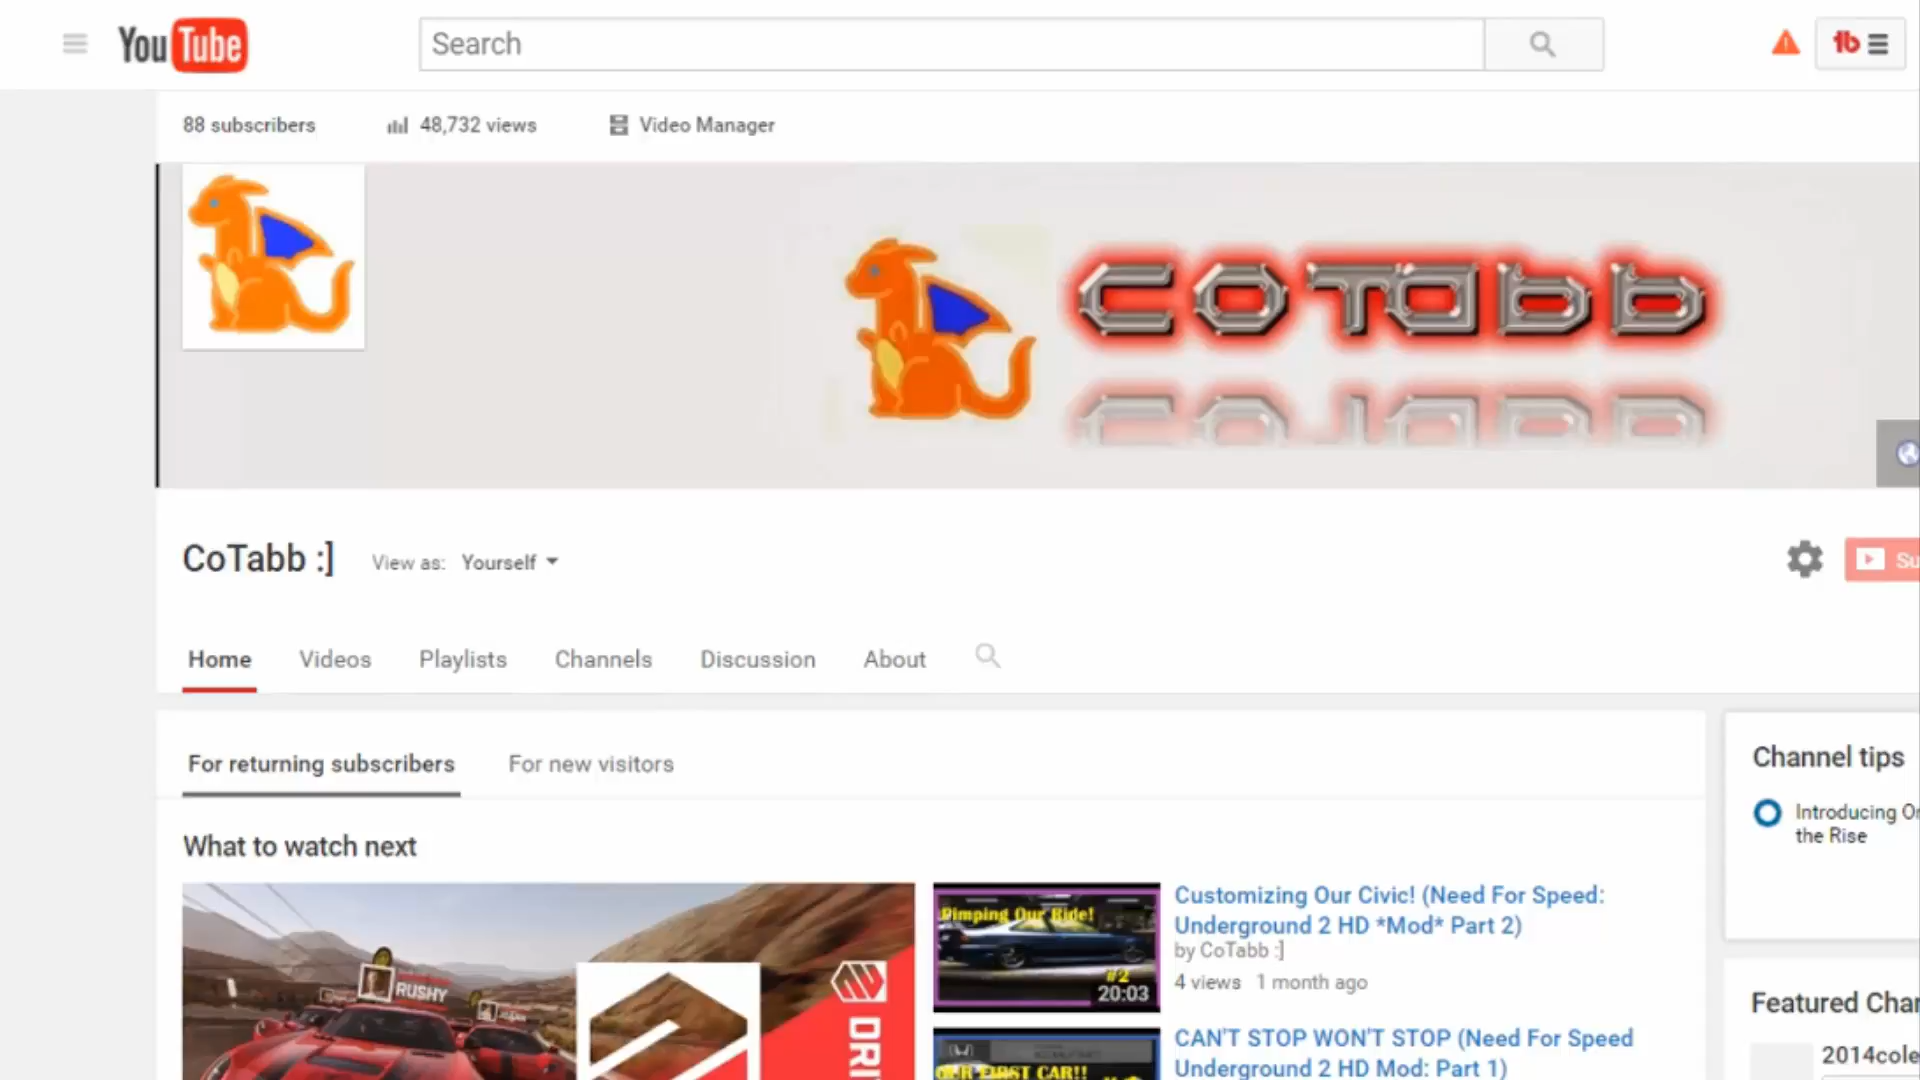 YouTube
Search
88 subscribers
48,732 views
Video Manager
CoTabb
CoTabb :]
View as: Yourself
Home
Videos
Playlists
Channels
Discussion
About
For returning subscribers
For new visitors
What to watch next
RUSHY
Pimping Our Ride!
#2
20:03
Customizing Our Civic! (Need For Speed:
Underground 2 HD *Mod* Part 2)
by CoTabb :]
4 views 1 month ago
OUR FIRST CAR!!
CAN'T STOP WON'T STOP (Need For Speed
Underground 2 HD Mod: Part 1)
Channel tips
Introducing
the Rise
Featured
2014cole